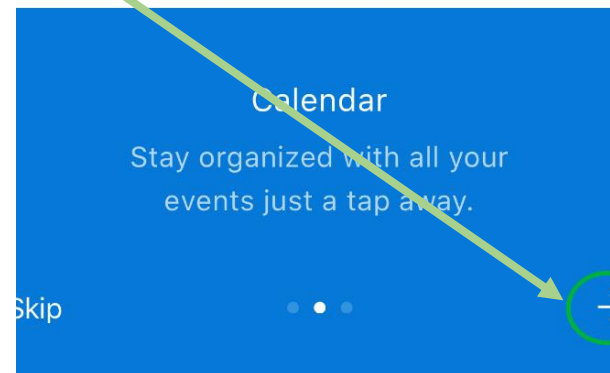 Calendar
Stay organized with all your
events just a tap away.
Skip